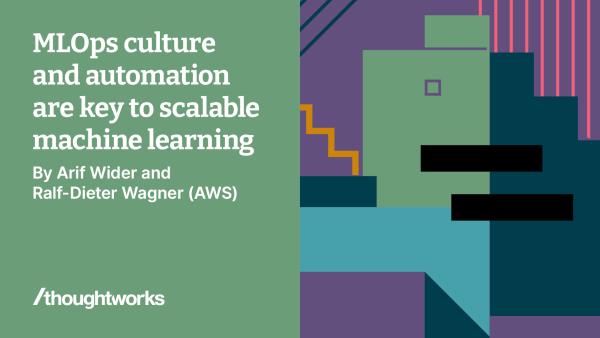 MLOps culture
and automation
are key to scalable
machine learning
By Arif Wider and
Ralf-Dieter Wagner (AWS)
/thoughtworks